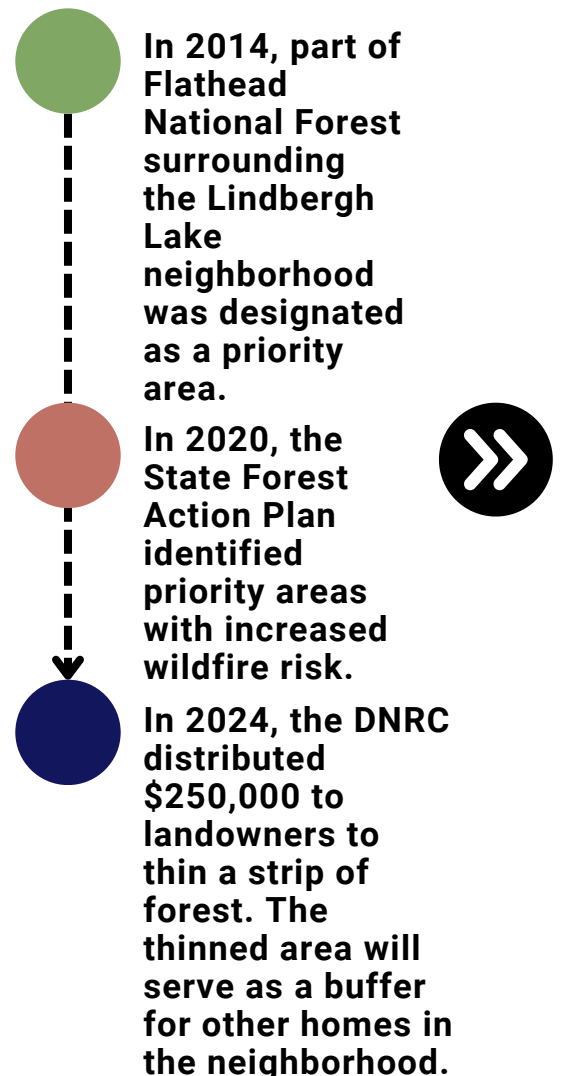 In 2014, part of
Flathead
National Forest
surrounding
the Lindbergh
Lake
neighborhood
was designated
as a priority
area.
In 2020, the
State Forest
Action Plan
identified
priority areas
with increased
wildfire risk.
In 2024, the DNRC
distributed
$250,000 to
landowners to
thin a strip of
forest. The
thinned area will
serve as a buffer
for other homes in
the neighborhood.